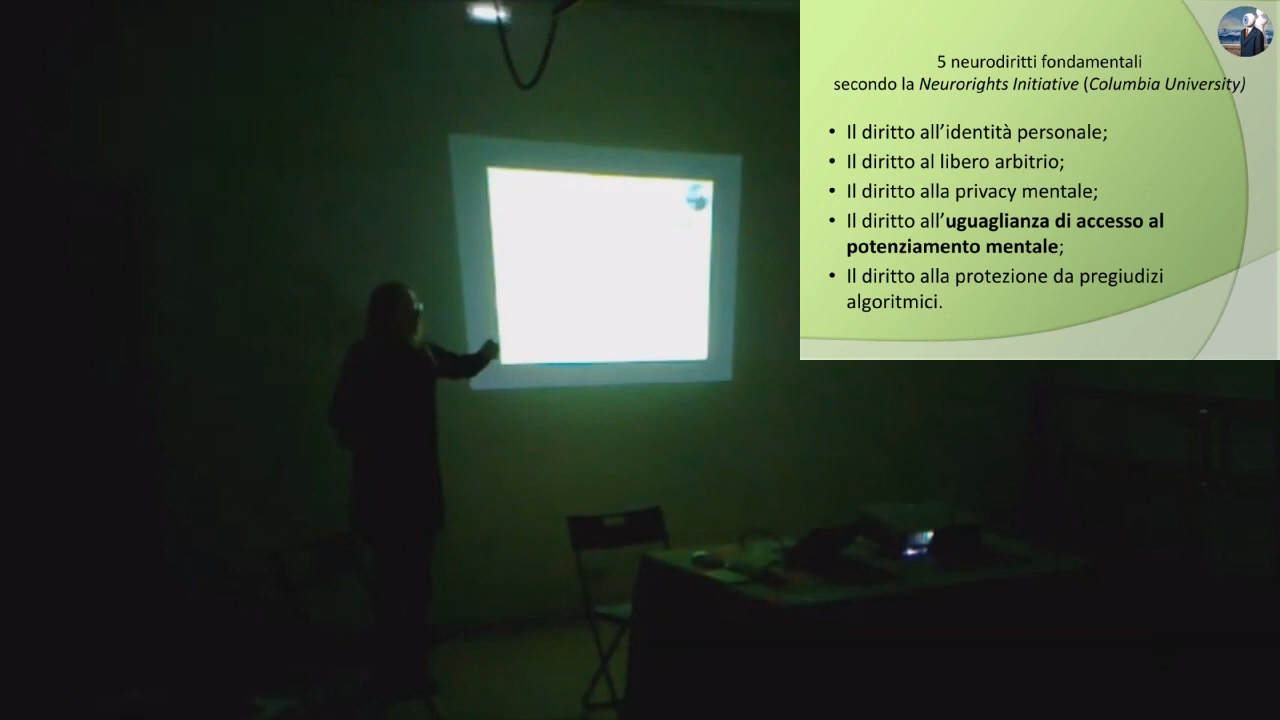 5 neurodiritti fondamentali
secondo la Neurorights Initiative (Columbia University)
• Il diritto all’identità personale;
• Il diritto al libero arbitrio;
• Il diritto alla privacy mentale;
• Il diritto all’uguaglianza di accesso al
potenziamento mentale;
• Il diritto alla protezione da pregiudizi
algoritmici.